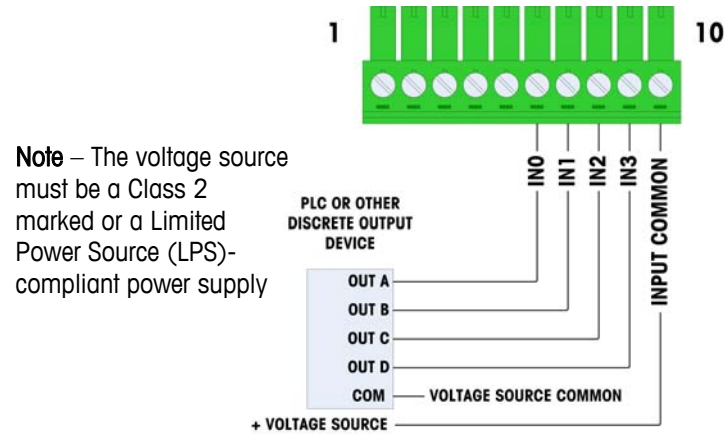 1
10
Note – The voltage source
must be a Class 2
marked or a Limited
Power Source (LPS)-
compliant power supply
IN0
IN1
IN2
IN3
INPUT COMMON
PLC OR OTHER
DISCRETE OUTPUT
DEVICE
OUT A
OUT B
OUT C
OUT D
COM
VOLTAGE SOURCE COMMON
+ VOLTAGE SOURCE